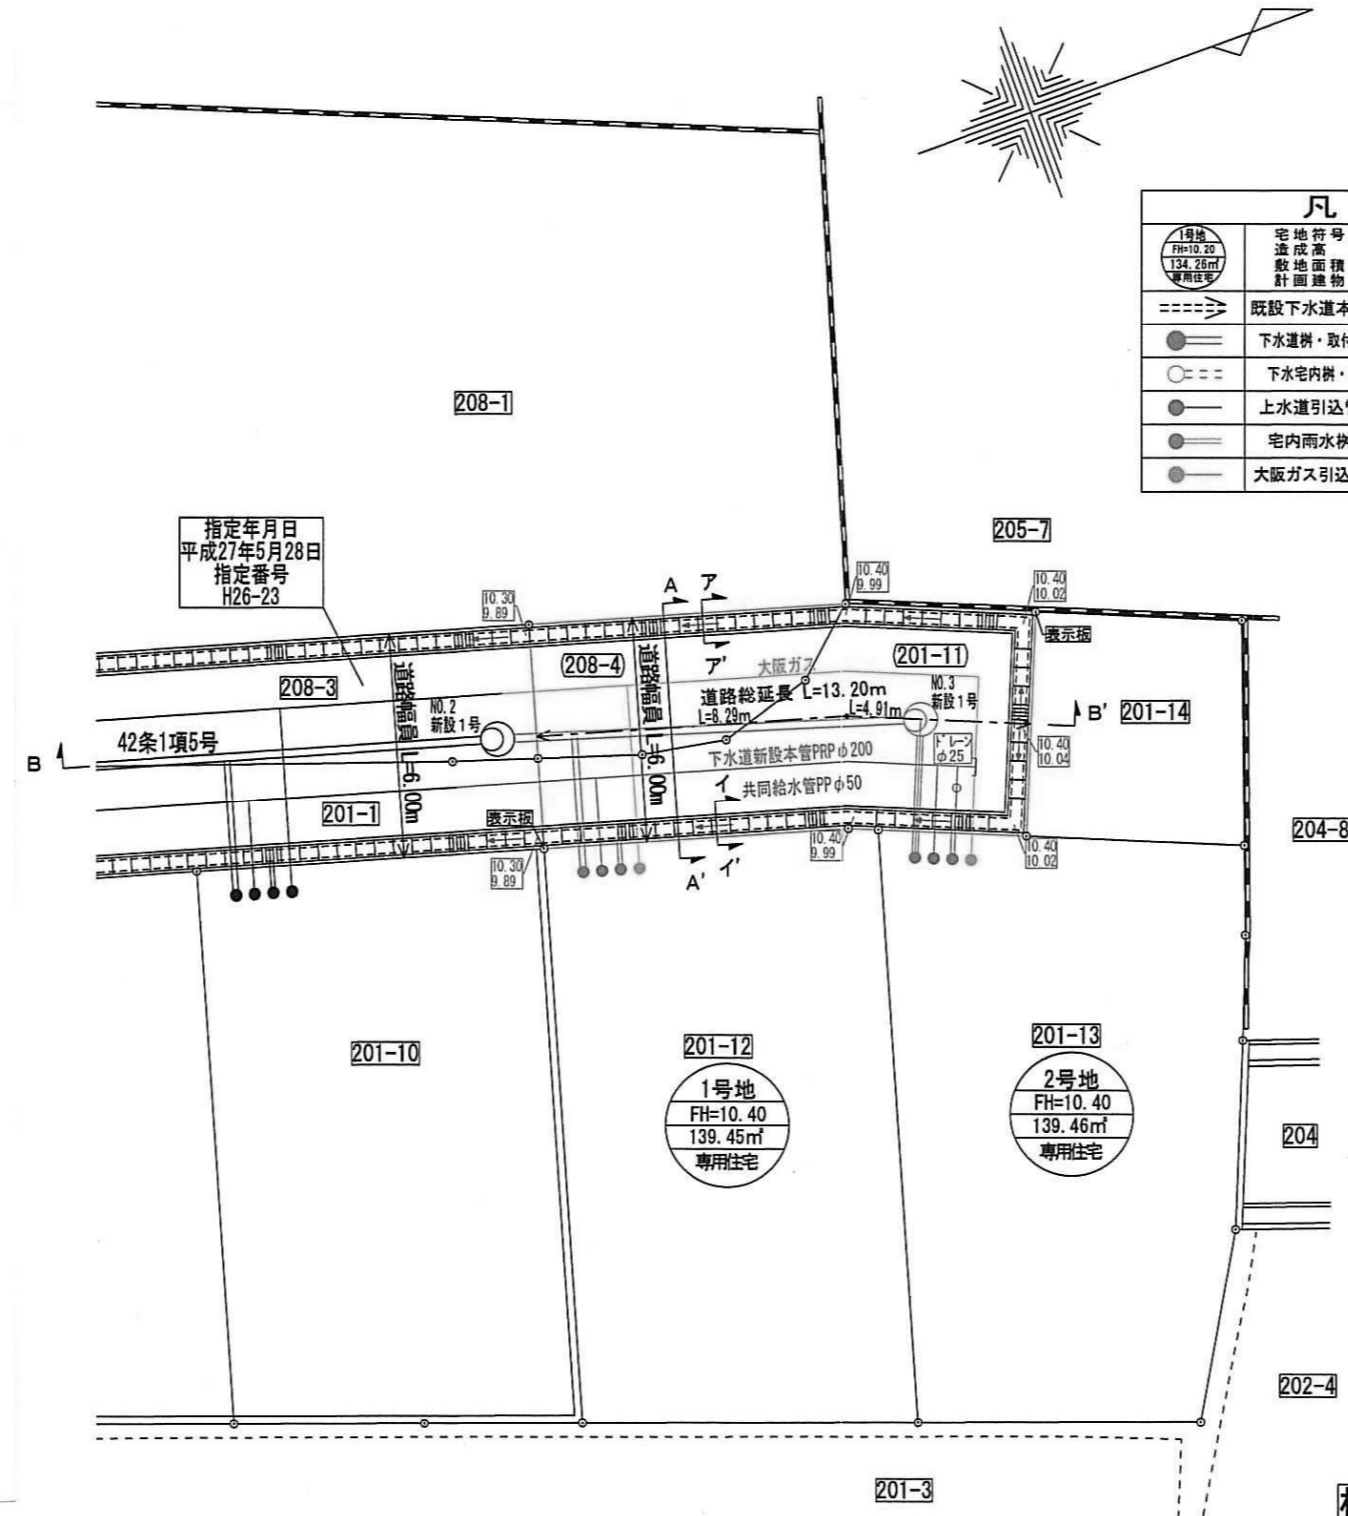 凡
1号地
FH=10.20
134.26㎡
専用住宅
宅地符号
造成高
敷地面積
計画建物
既設下水道本
下水道桝・取付
下水宅内桝・
上水道引込
宅内雨水桝
大阪ガス引込
208-1
205-7
指定年月日
平成27年5月28日
指定番号
H26-23
10.30
9.89
A
ア
10.40
9.99
10.40
10.02
表示板
ア'
208-3
(208-4)
大阪ガス
(201-11)
道路幅員 L=6.00m
道路幅員 L=6.00m
道路総延長 L=13.20m
L=8.29m
L=4.91m
NO.2
新設1号
NO.3
新設1号
B'
201-14
B
42条1項5号
下水道新設本管PRPφ200
ドレーン
φ25
10.40
10.04
共同給水管PPφ50
イ
201-1
表示板
10.30
9.89
A'
イ'
10.40
9.99
10.40
10.02
204-8
201-10
201-12
1号地
FH=10.40
139.45㎡
専用住宅
201-13
2号地
FH=10.40
139.46㎡
専用住宅
204
202-4
201-3